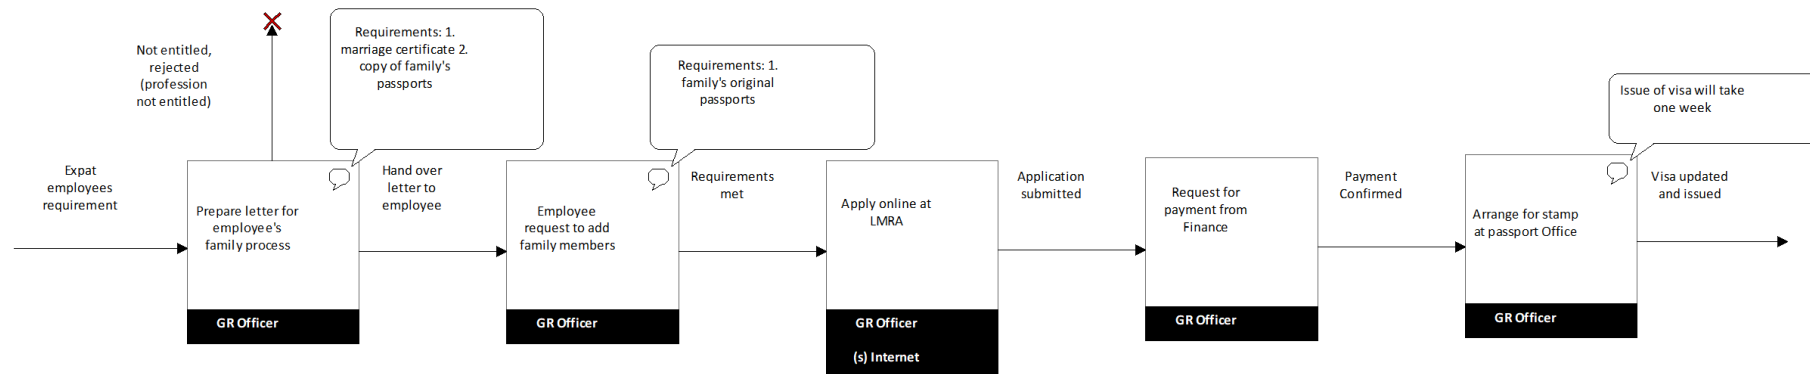 Not entitled,
rejected
(profession
not entitled)
Requirements: 1.
marriage certificate 2.
copy of family's
passports
Requirements: 1.
family's original
passports
Issue of visa will take
one week
Expat
employees
requirement
Prepare letter for
employee's
family process
GR Officer
Hand over
letter to
employee
Employee
request to add
family members
GR Officer
Requirements
met
Apply online at
LMRA
GR Officer
(s) Internet
Application
submitted
Request for
payment from
Finance
GR Officer
Payment
Confirmed
Arrange for stamp
at passport Office
GR Officer
Visa updated
and issued